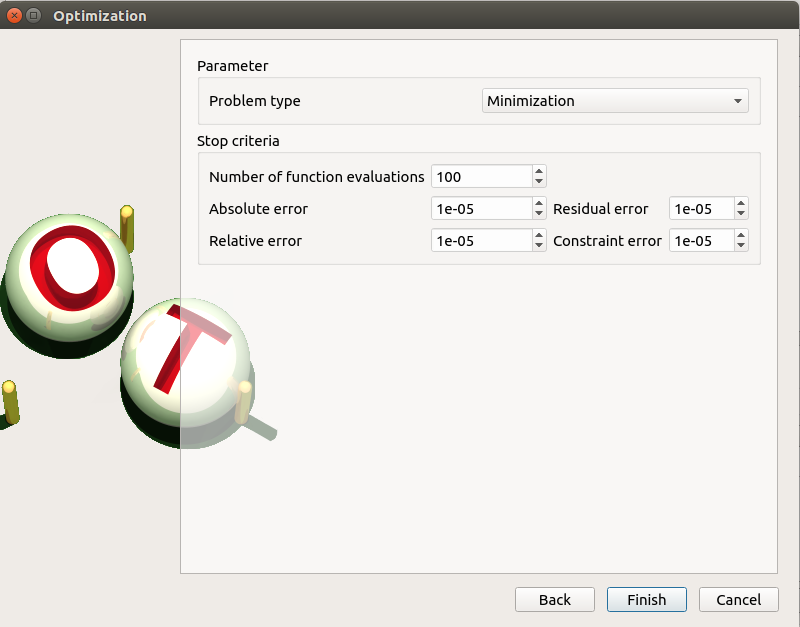 Optimization
Parameter
Problem type Minimization
Stop criteria
Number of function evaluations 100
Absolute error 1e-05 Residual error 1e-05
Relative error 1e-05 Constraint error 1e-05
O
T
Back Finish Cancel